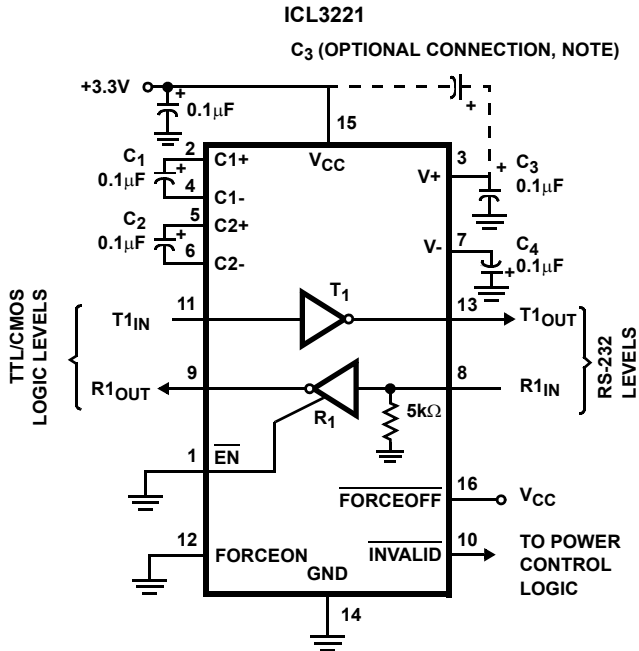 ICL3221
C3 (OPTIONAL CONNECTION, NOTE)
+3.3V
+
0.1µF
+
15
2
C1
0.1µF
+
C1+
VCC
3
V+
+
C3
0.1µF
4
C1-
C2
0.1µF
5
+
C2+
6
C2-
7
V-
C4
0.1µF
+
TTL/CMOS
LOGIC LEVELS
T1IN
11
T1
13
T1OUT
RS-232
LEVELS
R1OUT
9
R1
5kΩ
8
R1IN
1
EN
16
FORCEOFF
VCC
12
FORCEON
INVALID
10
TO POWER
CONTROL
LOGIC
GND
14